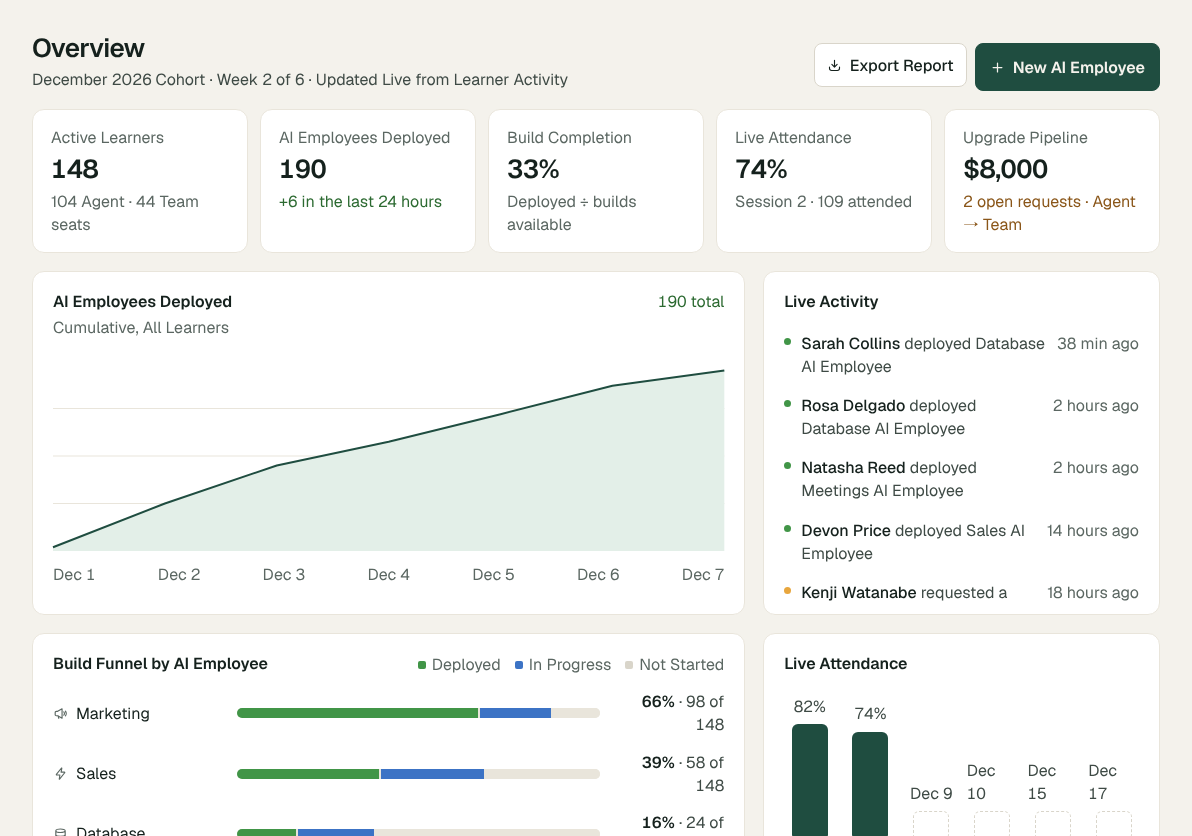 Overview
December 2026 Cohort · Week 2 of 6 · Updated Live from Learner Activity
Export Report
+ New AI Employee
Active Learners
148
104 Agent · 44 Team
seats
AI Employees Deployed
190
+6 in the last 24 hours
Build Completion
33%
Deployed ÷ builds
available
Live Attendance
74%
Session 2 · 109 attended
Upgrade Pipeline
$8,000
2 open requests · Agent
→ Team
AI Employees Deployed
190 total
Cumulative, All Learners
Dec 1 Dec 2 Dec 3 Dec 4 Dec 5 Dec 6 Dec 7
Live Activity
Sarah Collins deployed Database 38 min ago
AI Employee
Rosa Delgado deployed 2 hours ago
Database AI Employee
Natasha Reed deployed 2 hours ago
Meetings AI Employee
Devon Price deployed Sales AI 14 hours ago
Employee
Kenji Watanabe requested a 18 hours ago
Build Funnel by AI Employee
Deployed In Progress Not Started
Marketing 66% · 98 of
148
Sales 39% · 58 of
148
Database 16% · 24 of
Live Attendance
82%
74%
Dec 9
Dec
10
Dec
15
Dec
17